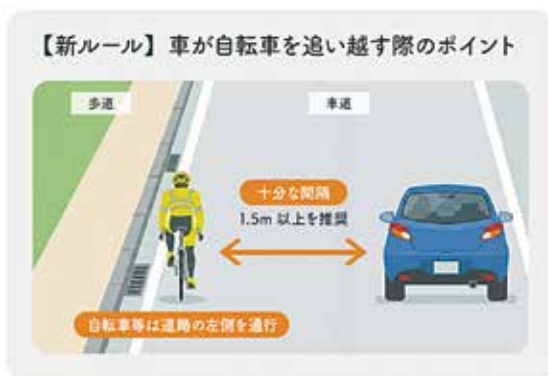 【新ルール】車が自転車を追い越す際のポイント
歩道
車道
十分な間隔
1.5m 以上を推奨
自転車等は道路の左側を通行